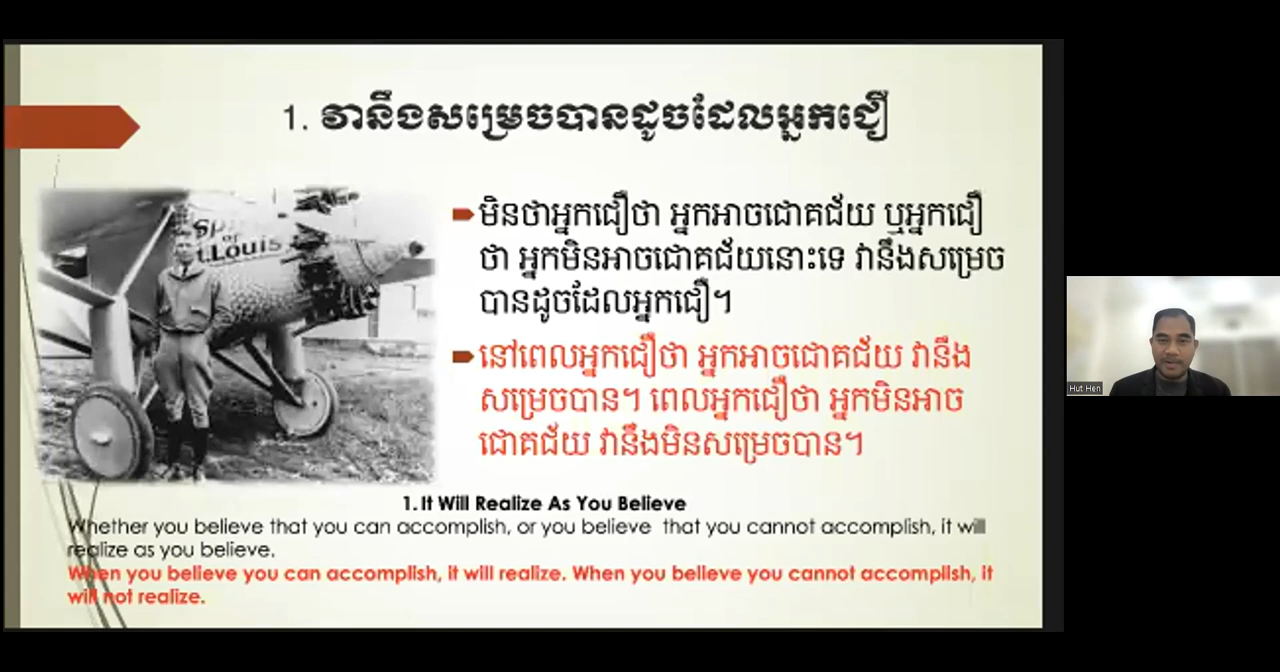 1. វានឹងសម្រេចបានដូចដែលអ្នកជឿ
Sp
of
t.Louis
មិនថាអ្នកជឿថា អ្នកអាចជោគជ័យ ឬអ្នកជឿ
ថា អ្នកមិនអាចជោគជ័យនោះទេ វានឹងសម្រេច
បានដូចដែលអ្នកជឿ។
នៅពេលអ្នកជឿថា អ្នកអាចជោគជ័យ វានឹង
សម្រេចបាន។ ពេលអ្នកជឿថា អ្នកមិនអាច
ជោគជ័យ វានឹងមិនសម្រេចបាន។
1. It Will Realize As You Believe
Whether you believe that you can accomplish, or you believe that you cannot accomplish, it will
realize as you believe.
When you believe you can accomplish, it will realize. When you believe you cannot accomplish, it
will not realize.
Hut Hen